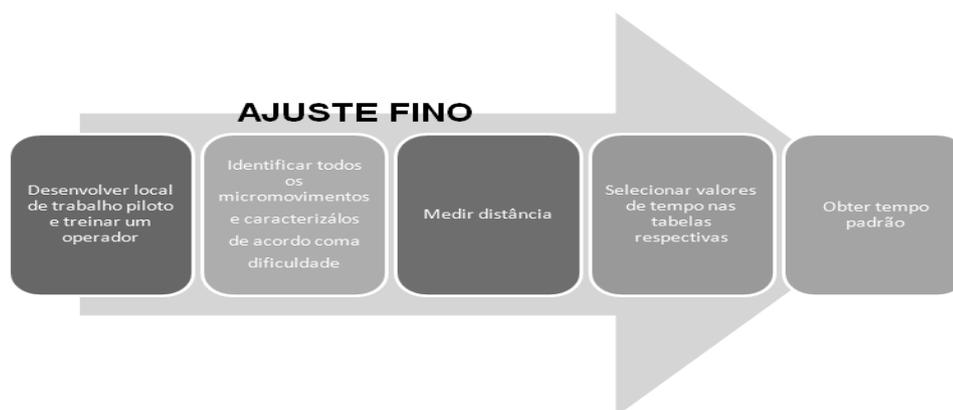 AJUSTE FINO
Desenvolver local
de trabalho piloto
e treinar um
operador
Identificar todos
os
micromovimentos
e caracterizálos
de acordo coma
dificuldade
Medir distância
Selecionar valores
de tempo nas
tabelas
respectivas
Obter tempo
padrão